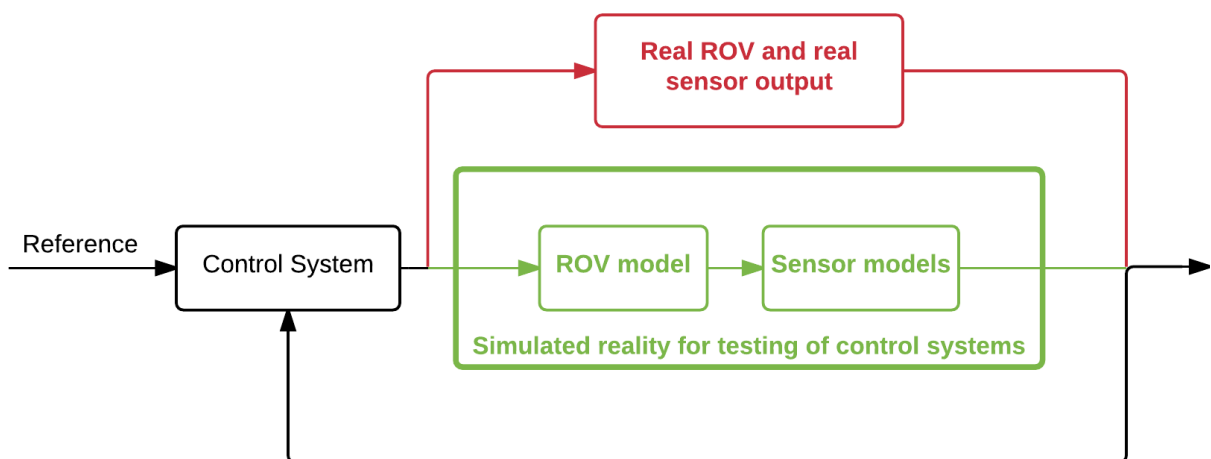 Real ROV and real
sensor output
Reference
Control System
ROV model
Sensor models
Simulated reality for testing of control systems